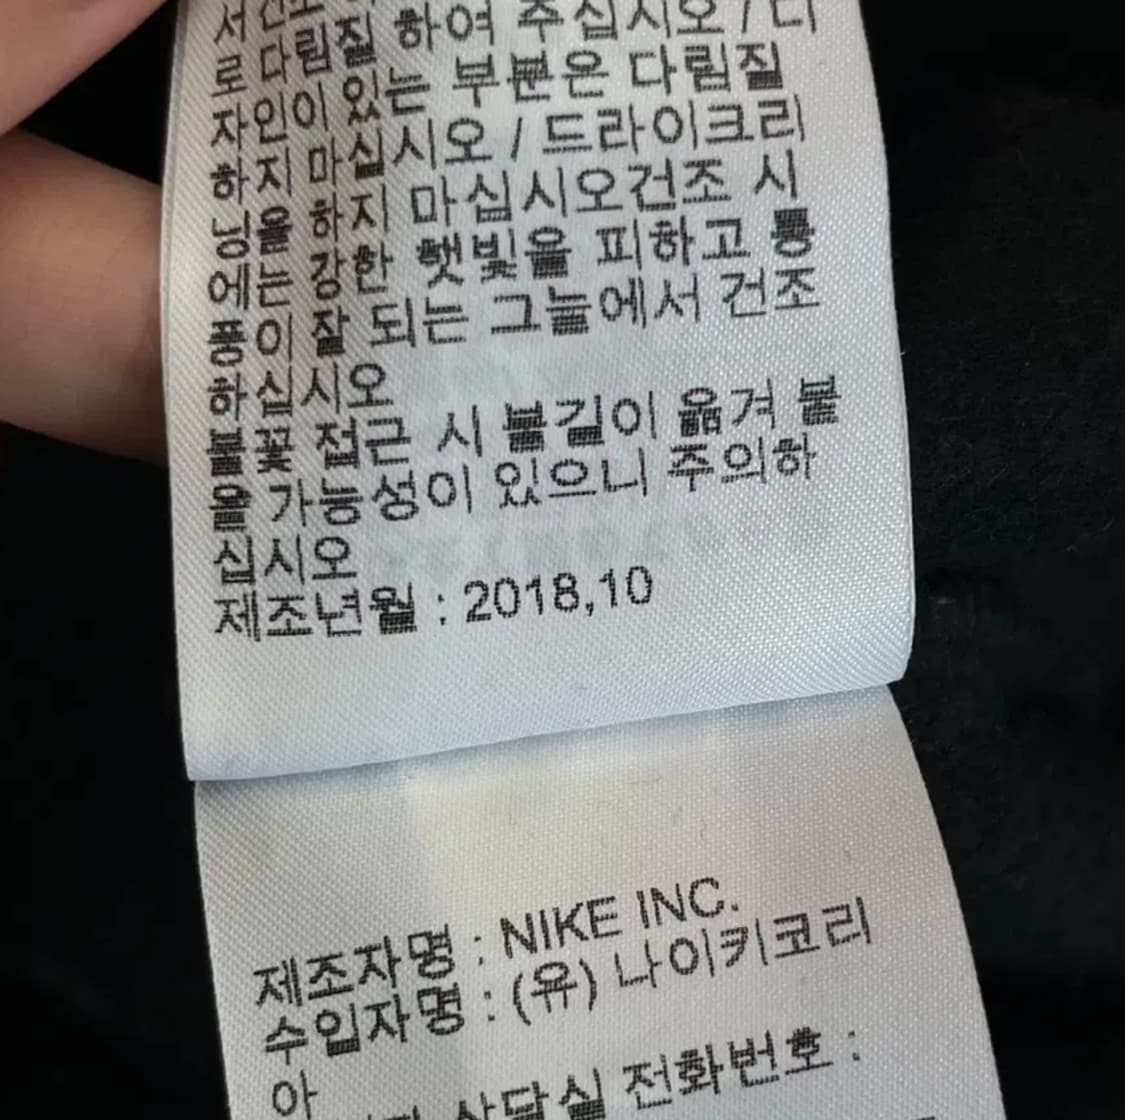 로 다림질 하여 주십시오 / 디
자인이 있는 부분은 다림질
하지 마십시오 / 드라이크리
닝을 하지 마십시오건조 시
에는 강한 햇빛을 피하고 통
풍이 잘 되는 그늘에서 건조
하십시오
불꽃 접근 시 불길이 옮겨 붙
을 가능성이 있으니 주의하
십시오
제조년월 : 2018,10
제조자명 : NIKE INC.
수입자명 : (유) 나이키코리
아
상담실 전화번호 :